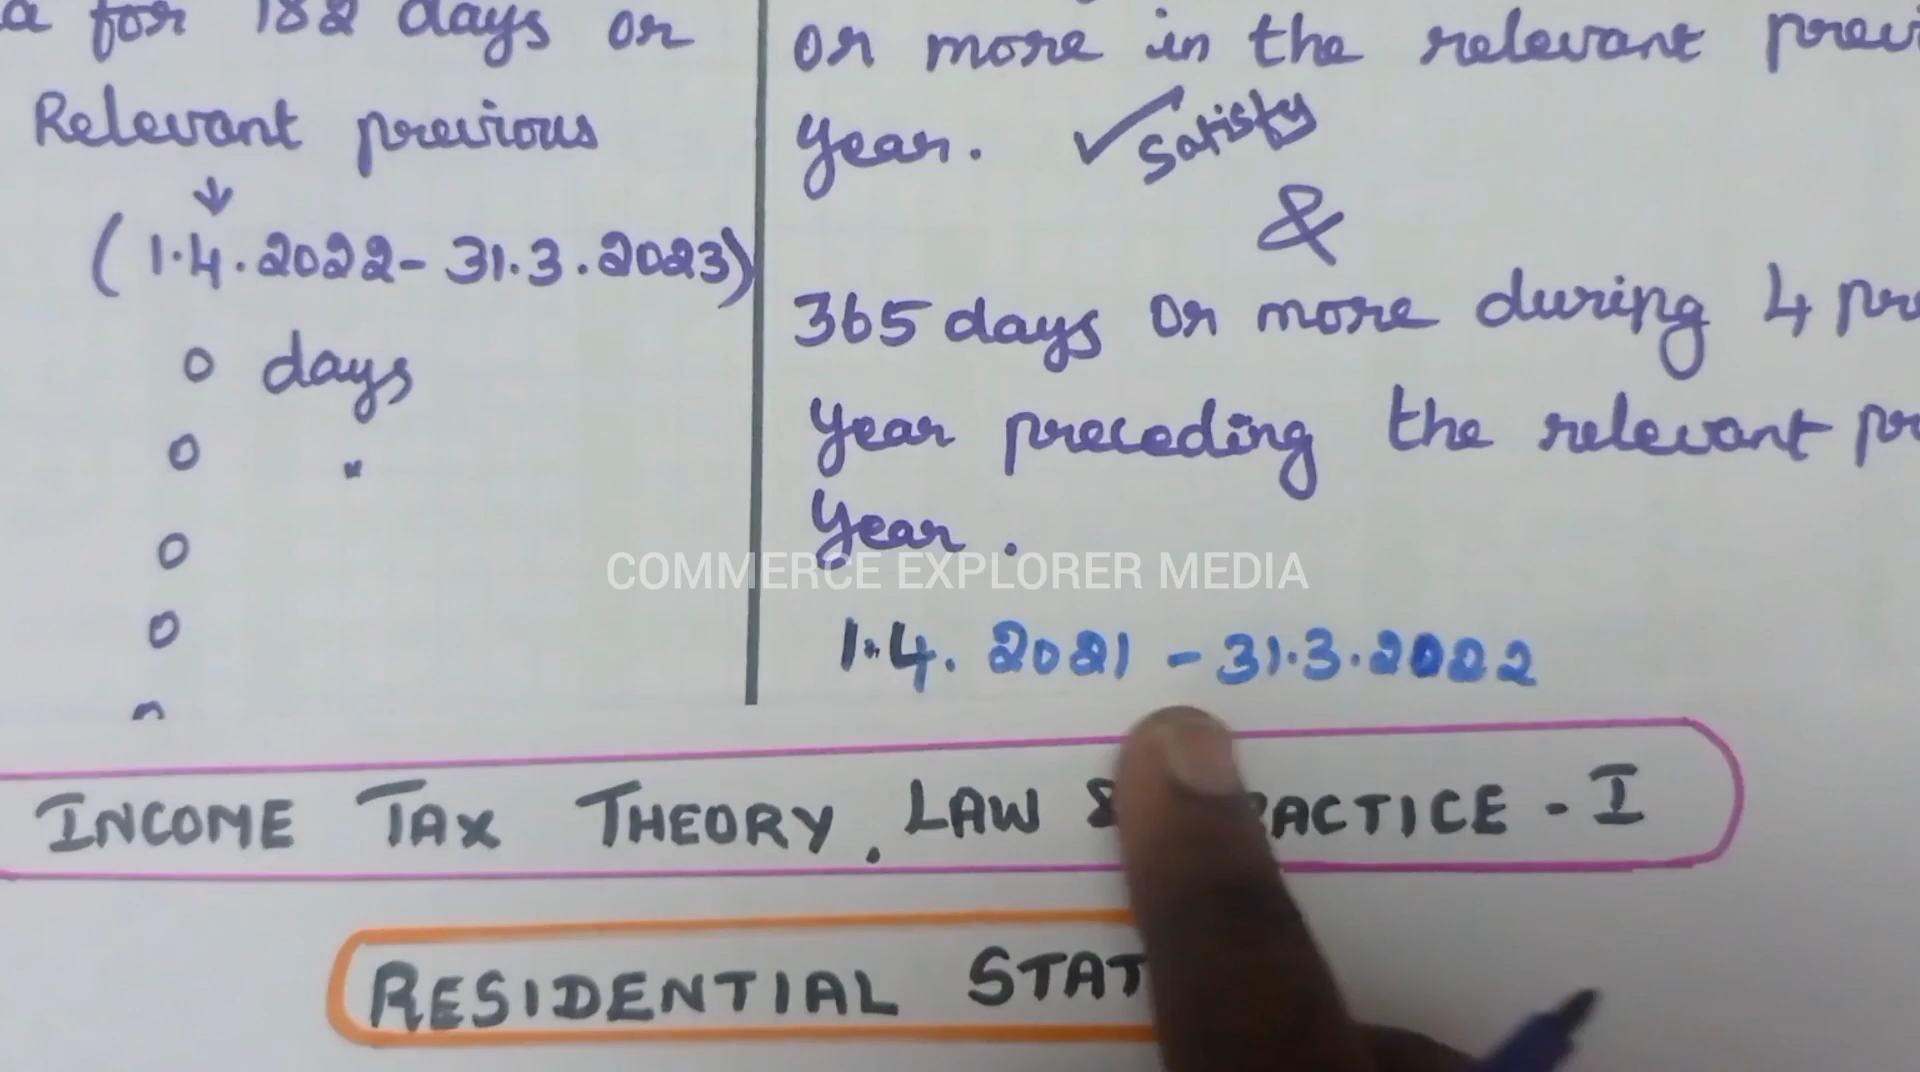 for 182 days or
Relevant previous
↓
(1.4.2022- 31.3.2023)
0 days
0 "
0
0
or more in the relevant
year. ✓ satisfy
&
365 days or more during 4
year preceding the relevant
year.
COMMERCE EXPLORER MEDIA
1.4. 2021 - 31.3.2022
INCOME TAX THEORY, LAW & PRACTICE - I
RESIDENTIAL STAT